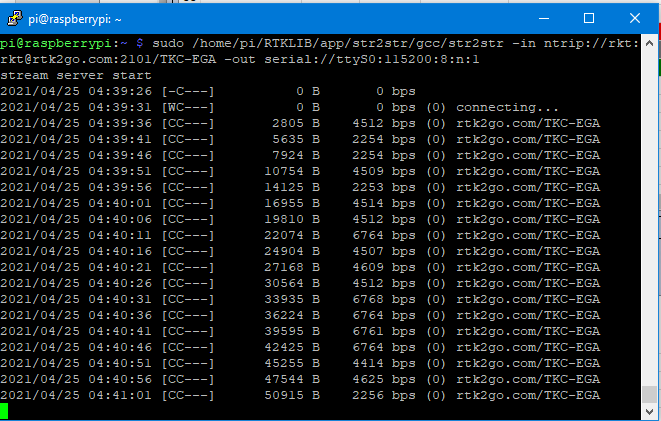 pi@raspberrypi: ~
pi@raspberrypi:~ $ sudo /home/pi/RTKLIB/app/str2str/gcc/str2str -in ntrip://rkt:
rkt@rtk2go.com:2101/TKC-EGA -out serial://ttyS0:115200:8:n:1
stream server start
2021/04/25 04:39:26 [-C---]          0 B       0 bps
2021/04/25 04:39:31 [WC---]          0 B       0 bps (0) connecting...
2021/04/25 04:39:36 [CC---]       2805 B    4512 bps (0) rtk2go.com/TKC-EGA
2021/04/25 04:39:41 [CC---]       5635 B    2254 bps (0) rtk2go.com/TKC-EGA
2021/04/25 04:39:46 [CC---]       7924 B    2254 bps (0) rtk2go.com/TKC-EGA
2021/04/25 04:39:51 [CC---]      10754 B    4509 bps (0) rtk2go.com/TKC-EGA
2021/04/25 04:39:56 [CC---]      14125 B    2253 bps (0) rtk2go.com/TKC-EGA
2021/04/25 04:40:01 [CC---]      16955 B    4514 bps (0) rtk2go.com/TKC-EGA
2021/04/25 04:40:06 [CC---]      19810 B    4512 bps (0) rtk2go.com/TKC-EGA
2021/04/25 04:40:11 [CC---]      22074 B    6764 bps (0) rtk2go.com/TKC-EGA
2021/04/25 04:40:16 [CC---]      24904 B    4507 bps (0) rtk2go.com/TKC-EGA
2021/04/25 04:40:21 [CC---]      27168 B    4609 bps (0) rtk2go.com/TKC-EGA
2021/04/25 04:40:26 [CC---]      30564 B    4512 bps (0) rtk2go.com/TKC-EGA
2021/04/25 04:40:31 [CC---]      33935 B    6768 bps (0) rtk2go.com/TKC-EGA
2021/04/25 04:40:36 [CC---]      36224 B    6764 bps (0) rtk2go.com/TKC-EGA
2021/04/25 04:40:41 [CC---]      39595 B    6761 bps (0) rtk2go.com/TKC-EGA
2021/04/25 04:40:46 [CC---]      42425 B    6764 bps (0) rtk2go.com/TKC-EGA
2021/04/25 04:40:51 [CC---]      45255 B    4414 bps (0) rtk2go.com/TKC-EGA
2021/04/25 04:40:56 [CC---]      47544 B    4625 bps (0) rtk2go.com/TKC-EGA
2021/04/25 04:41:01 [CC---]      50915 B    2256 bps (0) rtk2go.com/TKC-EGA